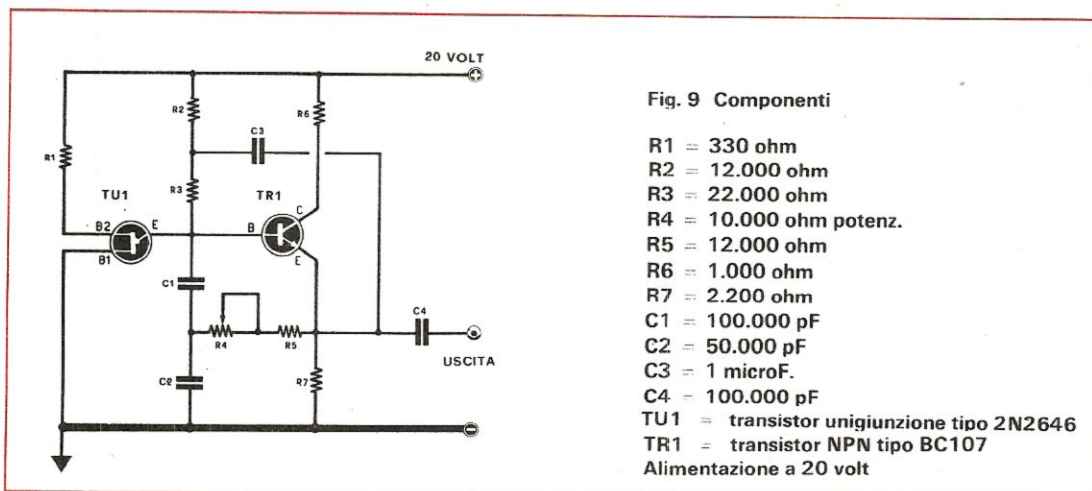 20 VOLT
R2
R6
C3
R1
R3
TU1
TR1
B2
E
B
C
B1
E
C1
C4
R4
R5
USCITA
C2
R7
Fig. 9 Componenti
R1 = 330 ohm
R2 = 12.000 ohm
R3 = 22.000 ohm
R4 = 10.000 ohm potenz.
R5 = 12.000 ohm
R6 = 1.000 ohm
R7 = 2.200 ohm
C1 = 100.000 pF
C2 = 50.000 pF
C3 = 1 microF.
C4 = 100.000 pF
TU1 = transistor unigiunzione tipo 2N2646
TR1 = transistor NPN tipo BC107
Alimentazione a 20 volt